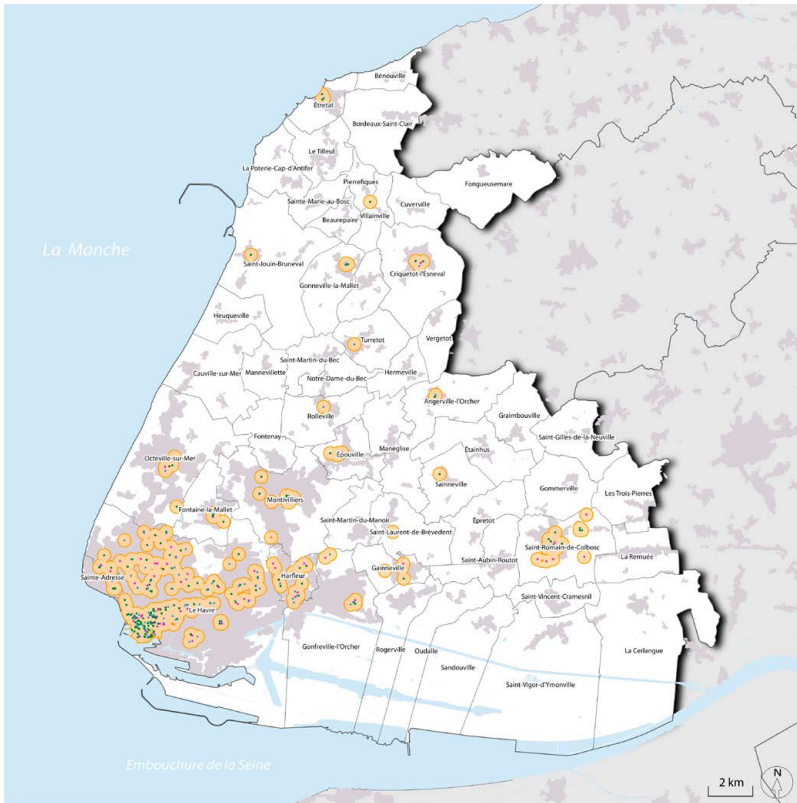 Bénouville
Étretat
Bordeaux-Saint-Clair
Le Tilleul
La Poterie-Cap-d'Antifer
Pierrefiques
Fongueusemare
Sainte-Marie-au-Bosc
Cuverville
Villainville
Beaurepaire
La Manche
Saint-Jouin-Bruneval
Criquetot-l'Esneval
Gonneville-la-Mallet
Heuqueville
Vergetot
Turretot
Saint-Martin-du-Bec
Cauville-sur-Mer
Mannevillette
Hermeville
Notre-Dame-du-Bec
Angerville-l'Orcher
Rolleville
Graimbouville
Fontenay
Saint-Gilles-de-la-Neuville
Manéglise
Étainhus
Épouville
Octeville-sur-Mer
Sainneville
Gommerville
Les Trois-Pierres
Montivilliers
Fontaine-la-Mallet
Saint-Martin-du-Manoir
Épretot
Saint-Laurent-de-Brèvedent
Saint-Romain-de-Colbosc
La Remuée
Saint-Aubin-Routot
Gainneville
Sainte-Adresse
Harfleur
Saint-Vincent-Cramesnil
Le Havre
Gonfreville-l'Orcher
Rogerville
Oudalle
La Cerlangue
Sandouville
Saint-Vigor-d'Ymonville
Embouchure de la Seine
2 km
N